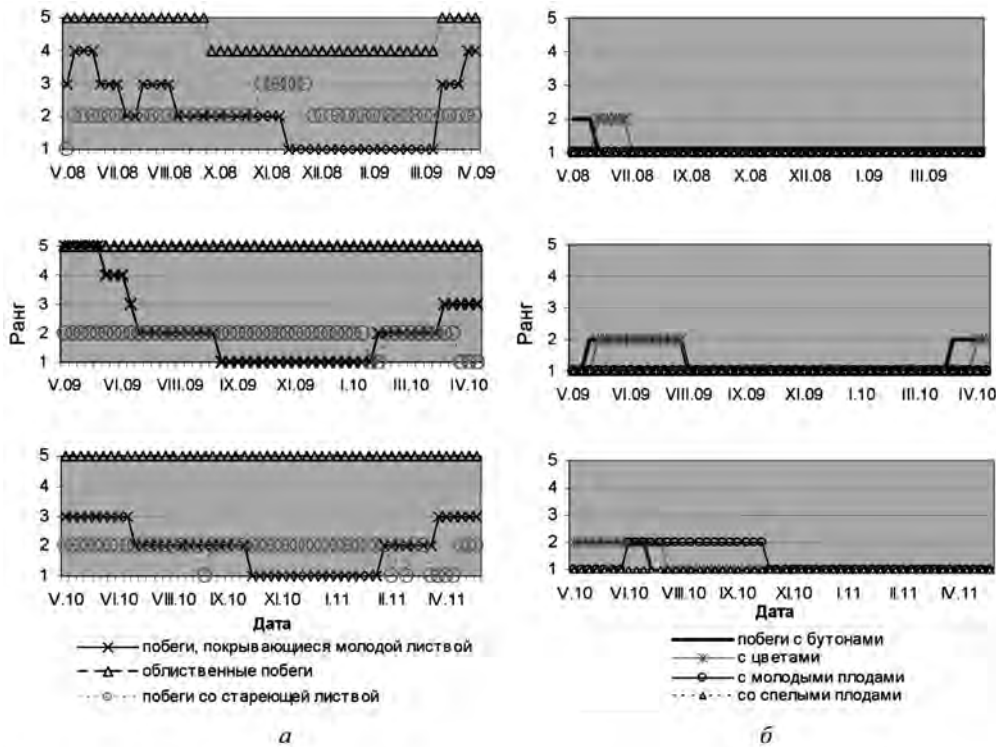 5
4
3
2
1
V.08 VII.08 VIII.08 X.08 XI.08 XII.08 II.09 III.09 IV.09
5
4
3
2
1
V.08 VII.08 IX.08 X.08 XII.08 I.09 III.09
Ранг
5
4
3
2
1
V.09 VI.09 VIII.09 IX.09 XI.09 I.10 III.10 IV.10
Ранг
5
4
3
2
1
V.09 VI.09 VIII.09 IX.09 XI.09 I.10 III.10 IV.10
5
4
3
2
1
V.10 VI.10 VIII.10 IX.10 XI.10 I.11 II.11 IV.11
Дата
5
4
3
2
1
V.10 VI.10 VIII.10 IX.10 XI.10 I.11 II.11 IV.11
Дата
побеги, покрывающиеся молодой листвой
облиственные побеги
побеги со стареющей листвой
а
побеги с бутонами
с цветами
с молодыми плодами
со спелыми плодами
б